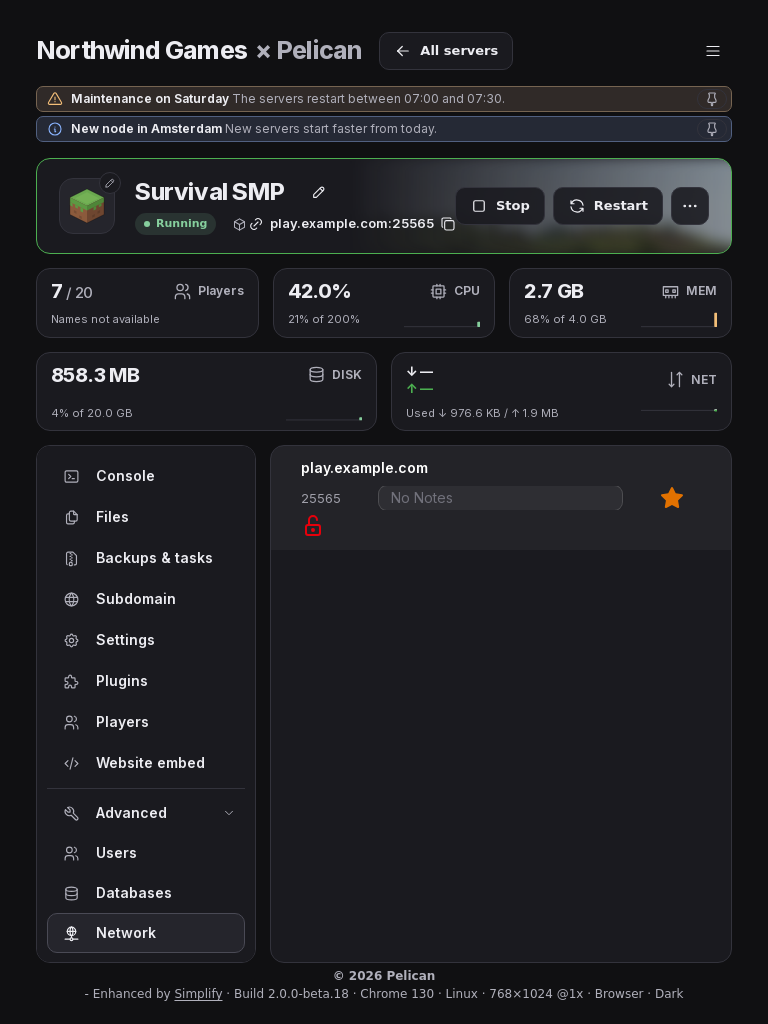 Northwind Games × Pelican
All servers
Maintenance on Saturday The servers restart between 07:00 and 07:30.
New node in Amsterdam New servers start faster from today.
Survival SMP
Running
play.example.com:25565
Stop
Restart
7 / 20
Players
Names not available
42.0%
CPU
21% of 200%
2.7 GB
MEM
68% of 4.0 GB
858.3 MB
DISK
4% of 20.0 GB
↓ —
↑ —
NET
Used ↓ 976.6 KB / ↑ 1.9 MB
Console
Files
Backups & tasks
Subdomain
Settings
Plugins
Players
Website embed
Advanced
Users
Databases
Network
play.example.com
25565
No Notes
© 2026 Pelican
- Enhanced by Simplify · Build 2.0.0-beta.18 · Chrome 130 · Linux · 768×1024 @1x · Browser · Dark